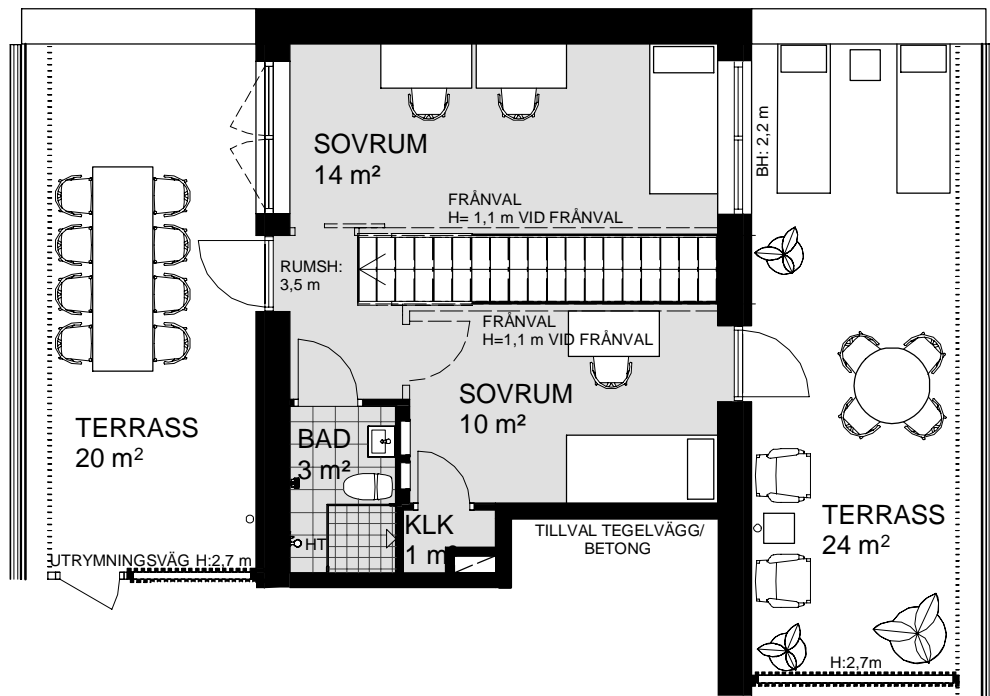 SOVRUM
14 m²
BH: 2,2 m
FRÅNVAL
H= 1,1 m VID FRÅNVAL
RUMSH:
3,5 m
FRÅNVAL
H=1,1 m VID FRÅNVAL
SOVRUM
10 m²
TERRASS
20 m²
BAD
3 m²
KLK
1 m
HT
TILLVAL TEGELVÄGG/
BETONG
TERRASS
24 m²
UTRYMNINGSVÄG H:2,7 m
H:2,7m